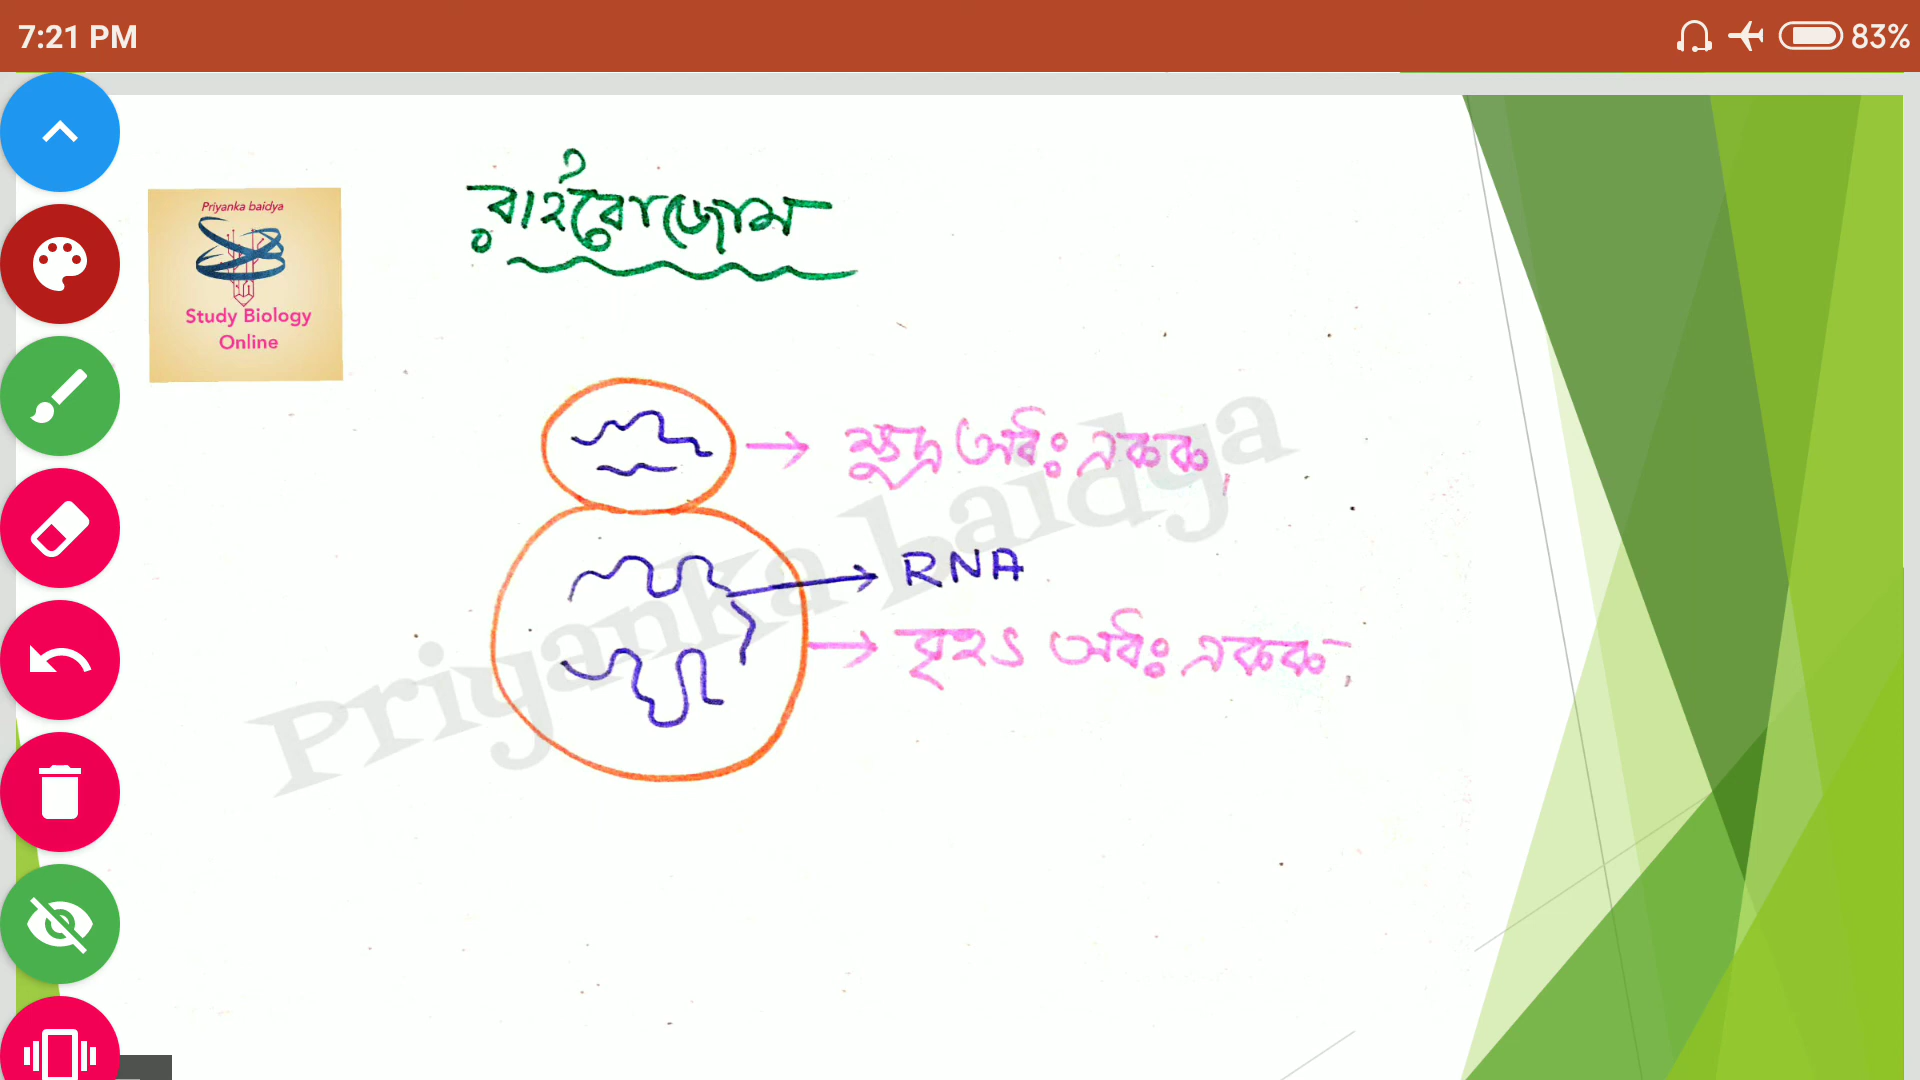 7:21 PM
83%
Priyanka baidya
Study Biology
Online
রাইবোজোম
ক্ষুদ্র অধঃ একক
RNA
বৃহৎ অধঃ একক
Priyanka baidya